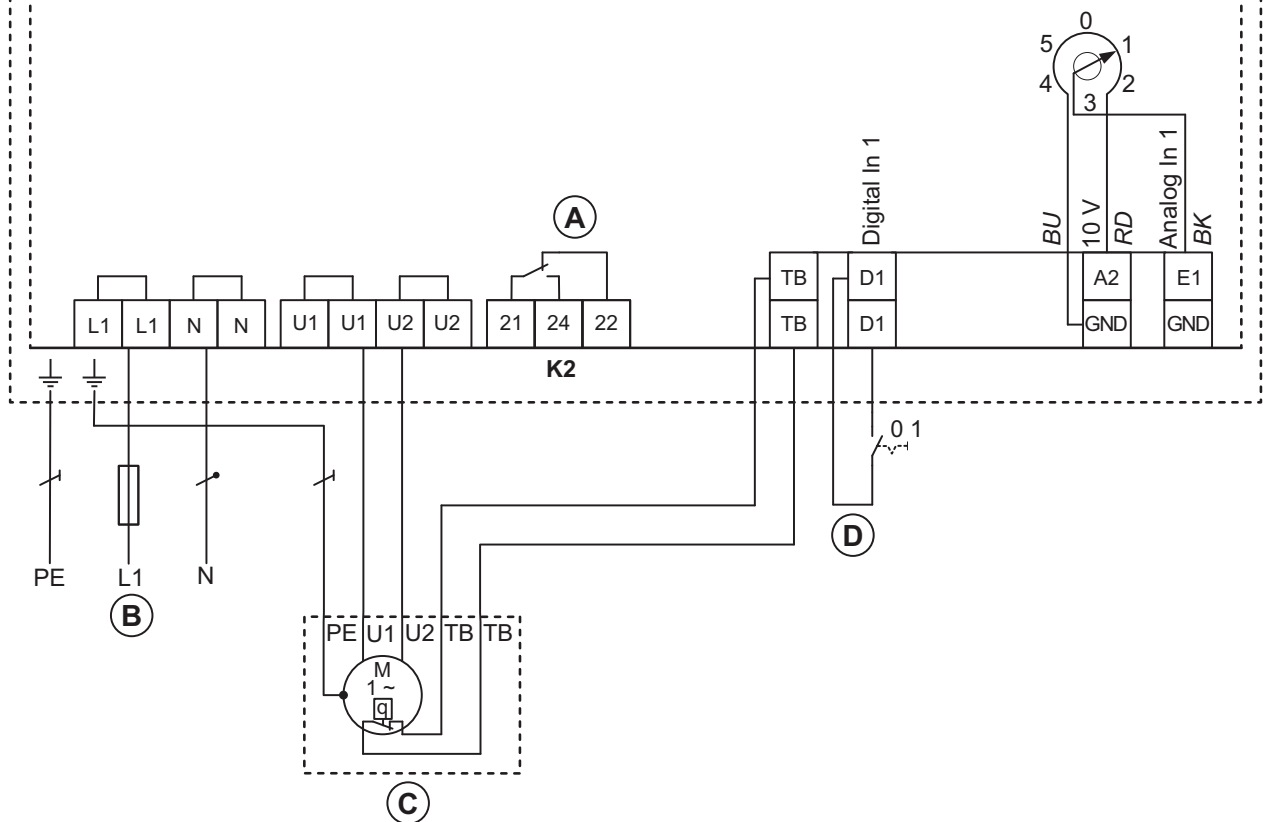 0
5 1
4 2
3
A
Digital In 1
BU
10 V
RD
Analog In 1
BK
L1 L1 N N U1 U1 U2 U2 21 24 22
TB D1 A2 E1
TB D1 GND GND
K2
0 1
D
PE L1 N
B
PE U1 U2 TB TB
M
1 ~
q
C